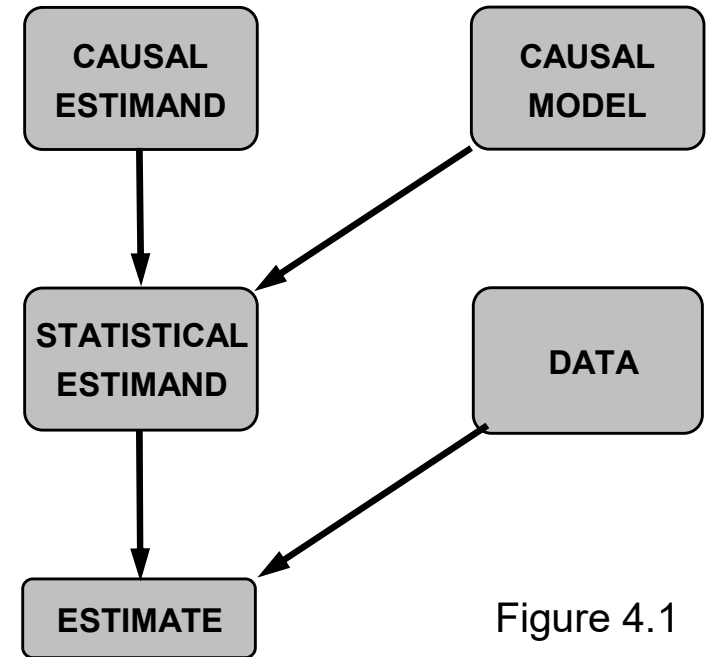 CAUSAL
ESTIMAND
CAUSAL
MODEL
STATISTICAL
ESTIMAND
DATA
ESTIMATE
Figure 4.1